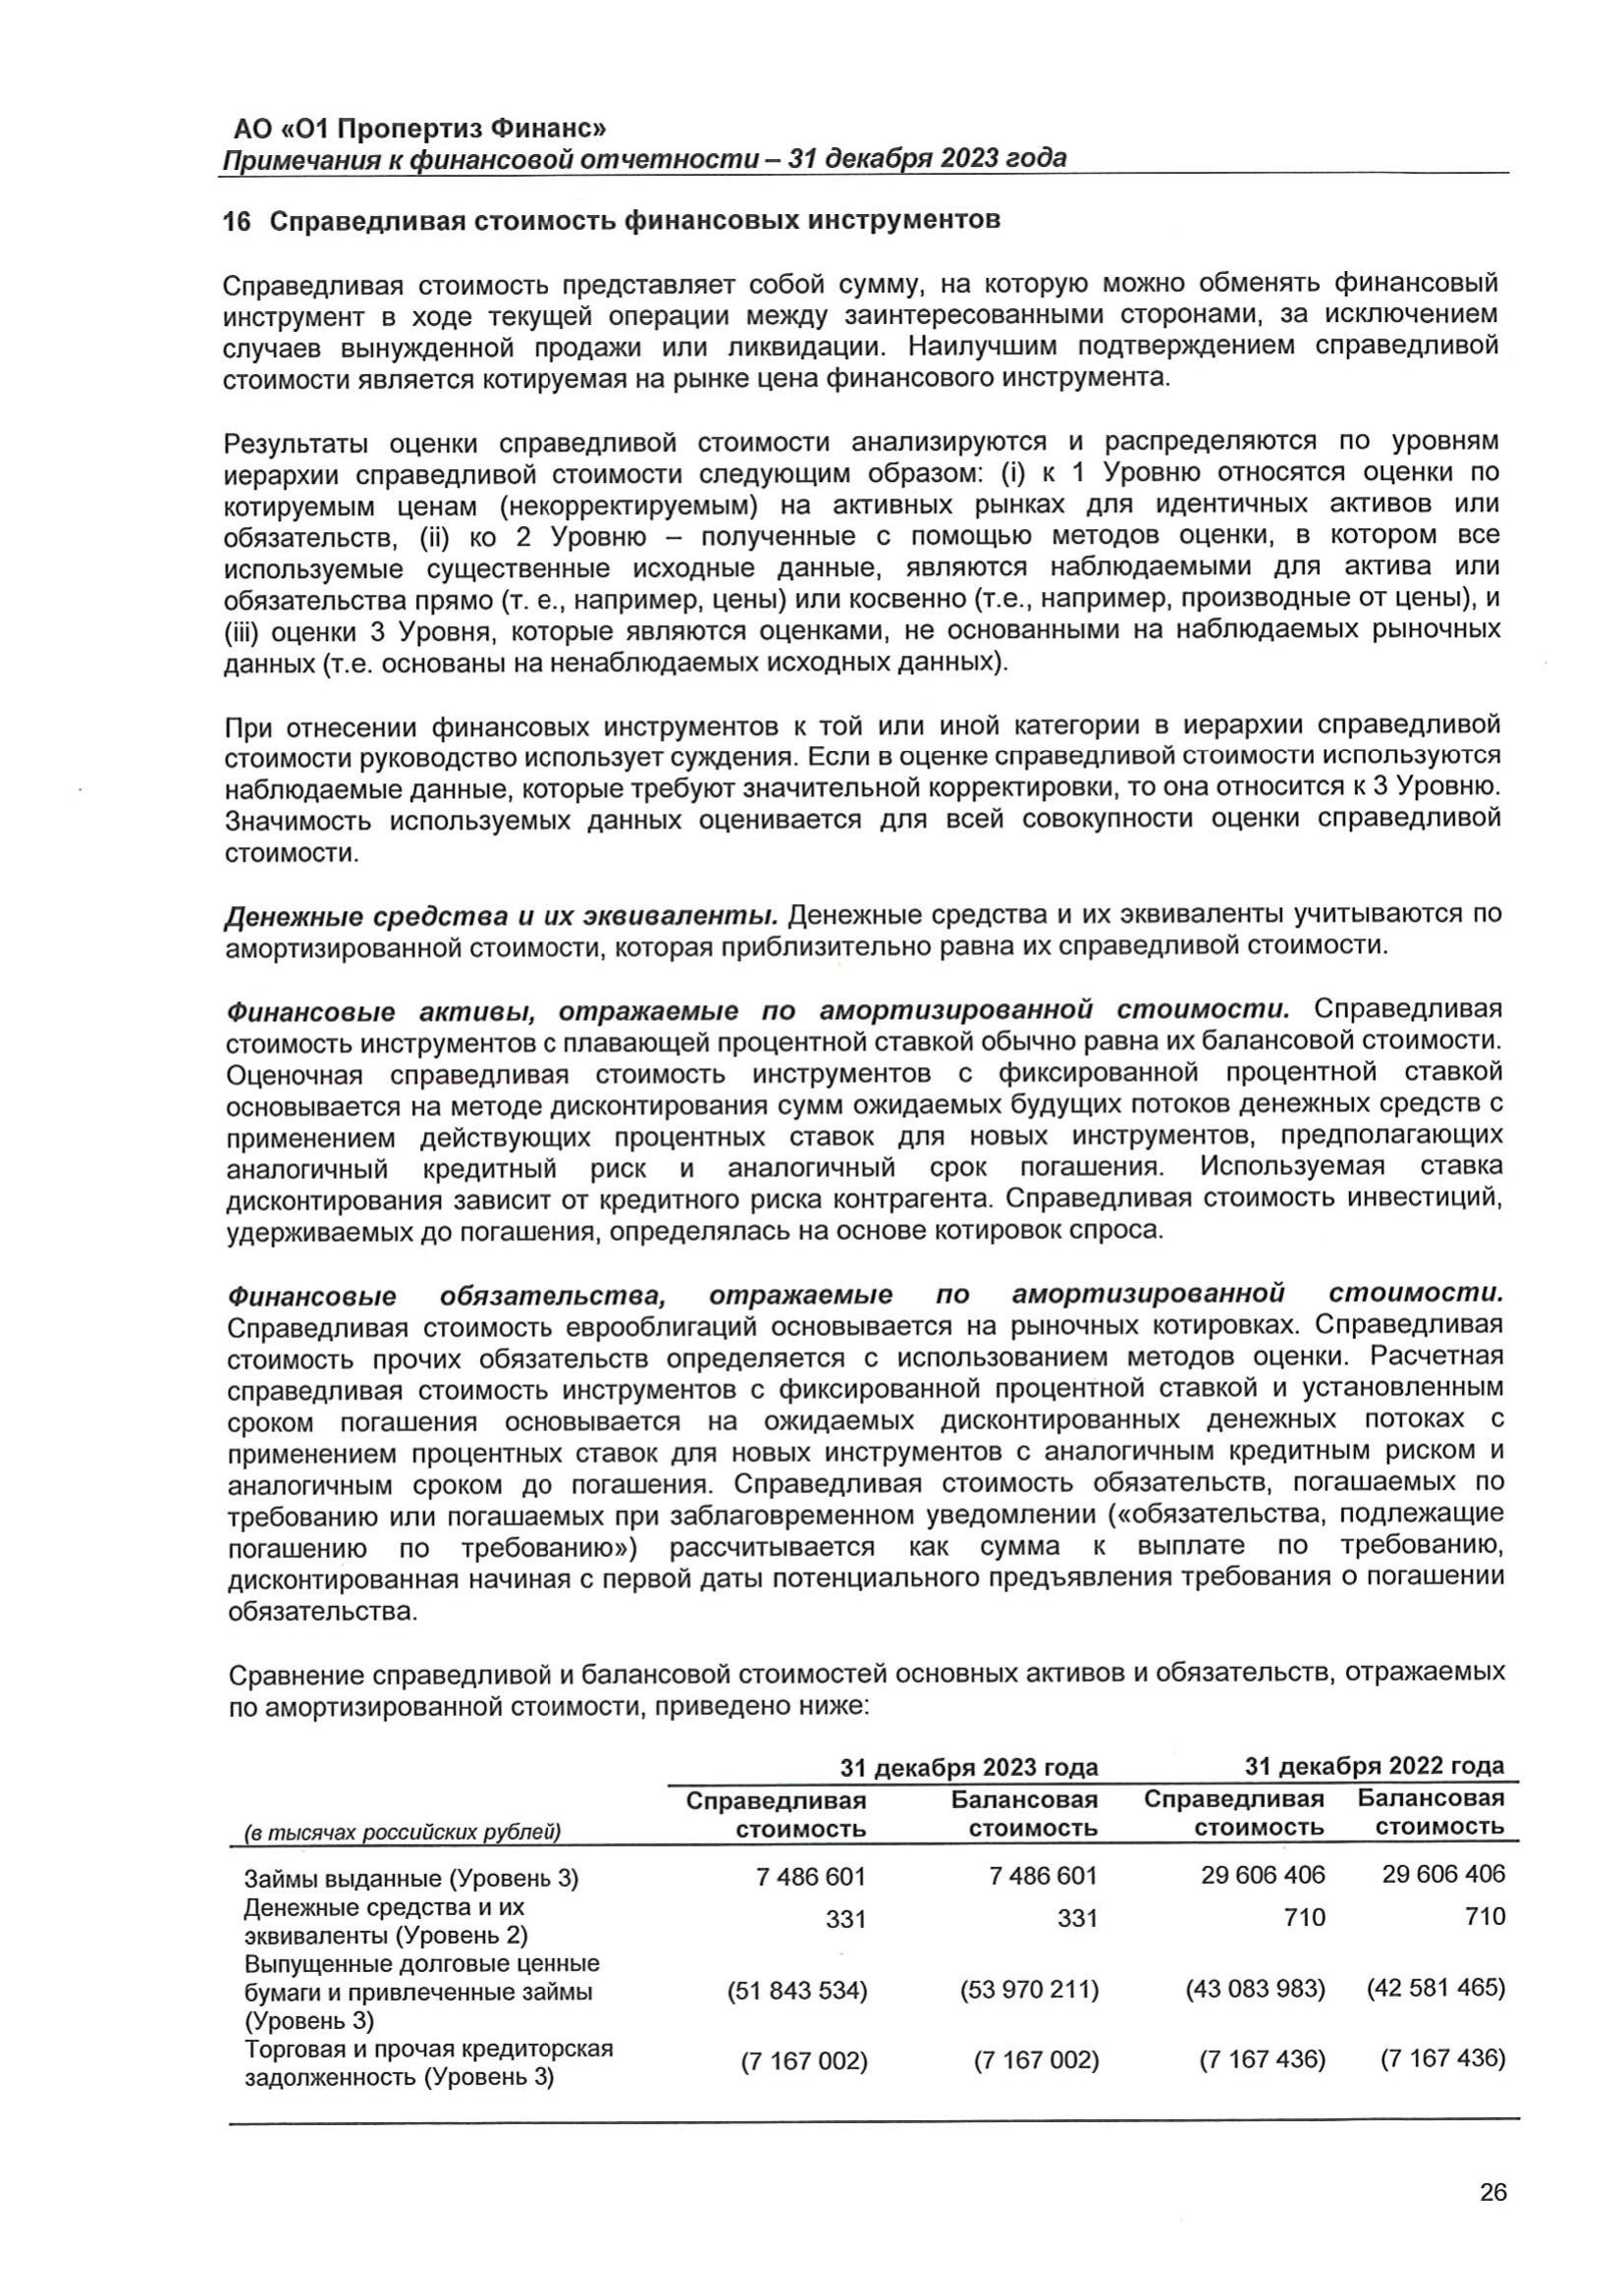 АО «О1 Пропертиз Финанс»
Примечания к финансовой отчетности – 31 декабря 2023 года
16 Справедливая стоимость финансовых инструментов
Справедливая стоимость представляет собой сумму, на которую можно обменять финансовый
инструмент в ходе текущей операции между заинтересованными сторонами, за исключением
случаев вынужденной продажи или ликвидации. Наилучшим подтверждением справедливой
стоимости является котируемая на рынке цена финансового инструмента.
Результаты оценки справедливой стоимости анализируются и распределяются по уровням
иерархии справедливой стоимости следующим образом: (i) к 1 Уровню относятся оценки по
котируемым ценам (некорректируемым) на активных рынках для идентичных активов или
обязательств, (ii) ко 2 Уровню – полученные с помощью методов оценки, в котором все
используемые существенные исходные данные, являются наблюдаемыми для актива или
обязательства прямо (т. е., например, цены) или косвенно (т.е., например, производные от цены), и
(iii) оценки 3 Уровня, которые являются оценками, не основанными на наблюдаемых рыночных
данных (т.е. основаны на ненаблюдаемых исходных данных).
При отнесении финансовых инструментов к той или иной категории в иерархии справедливой
стоимости руководство использует суждения. Если в оценке справедливой стоимости используются
наблюдаемые данные, которые требуют значительной корректировки, то она относится к 3 Уровню.
Значимость используемых данных оценивается для всей совокупности оценки справедливой
стоимости.
Денежные средства и их эквиваленты. Денежные средства и их эквиваленты учитываются по
амортизированной стоимости, которая приблизительно равна их справедливой стоимости.
Финансовые активы, отражаемые по амортизированной стоимости. Справедливая
стоимость инструментов с плавающей процентной ставкой обычно равна их балансовой стоимости.
Оценочная справедливая стоимость инструментов с фиксированной процентной ставкой
основывается на методе дисконтирования сумм ожидаемых будущих потоков денежных средств с
применением действующих процентных ставок для новых инструментов, предполагающих
аналогичный кредитный риск и аналогичный срок погашения. Используемая ставка
дисконтирования зависит от кредитного риска контрагента. Справедливая стоимость инвестиций,
удерживаемых до погашения, определялась на основе котировок спроса.
Финансовые обязательства, отражаемые по амортизированной стоимости.
Справедливая стоимость еврооблигаций основывается на рыночных котировках. Справедливая
стоимость прочих обязательств определяется с использованием методов оценки. Расчетная
справедливая стоимость инструментов с фиксированной процентной ставкой и установленным
сроком погашения основывается на ожидаемых дисконтированных денежных потоках с
применением процентных ставок для новых инструментов с аналогичным кредитным риском и
аналогичным сроком до погашения. Справедливая стоимость обязательств, погашаемых по
требованию или погашаемых при заблаговременном уведомлении («обязательства, подлежащие
погашению по требованию») рассчитывается как сумма к выплате по требованию,
дисконтированная начиная с первой даты потенциального предъявления требования о погашении
обязательства.
Сравнение справедливой и балансовой стоимостей основных активов и обязательств, отражаемых
по амортизированной стоимости, приведено ниже:
31 декабря 2023 года 31 декабря 2022 года
Справедливая Балансовая Справедливая Балансовая
(в тысячах российских рублей) стоимость стоимость стоимость стоимость
Займы выданные (Уровень 3) 7 486 601 7 486 601 29 606 406 29 606 406
Денежные средства и их
эквиваленты (Уровень 2) 331 331 710 710
Выпущенные долговые ценные
бумаги и привлеченные займы (51 843 534) (53 970 211) (43 083 983) (42 581 465)
(Уровень 3)
Торговая и прочая кредиторская
задолженность (Уровень 3) (7 167 002) (7 167 002) (7 167 436) (7 167 436)
26